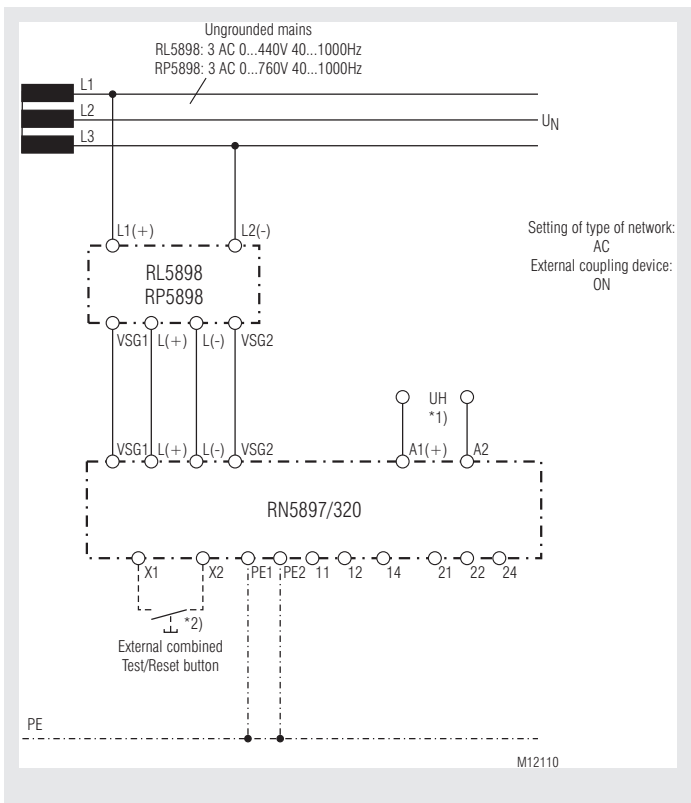 Ungrounded mains
RL5898: 3 AC 0...440V 40...1000Hz
RP5898: 3 AC 0...760V 40...1000Hz
L1
L2
UN
L3
L1(+) L2(-)
Setting of type of network:
AC
External coupling device:
ON
RL5898
RP5898
VSG1 L(+) L(-) VSG2
UH
*1)
VSG1 L(+) L(-) VSG2 A1(+) A2
RN5897/320
X1 X2 PE1 PE2 11 12 14 21 22 24
*2)
External combined
Test/Reset button
PE
M12110